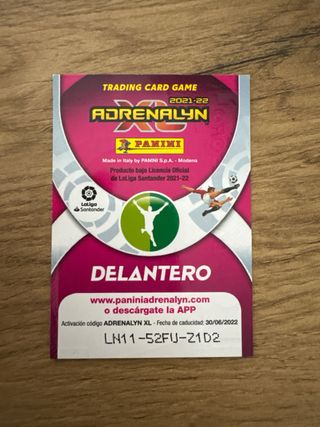 TRADING CARD GAME
2021-22
ADRENALYN
XL
PANINI
Made in Italy by PANINI S.p.A. - Modena
Producto bajo Licencia Oficial
de LaLiga Santander 2021-22
LaLiga
Santander
DELANTERO
www.paniniadrenalyn.com
o descárgate la APP
Activación código ADRENALYN XL - Fecha de caducidad: 30/06/2022
LN11-52FU-Z1D2